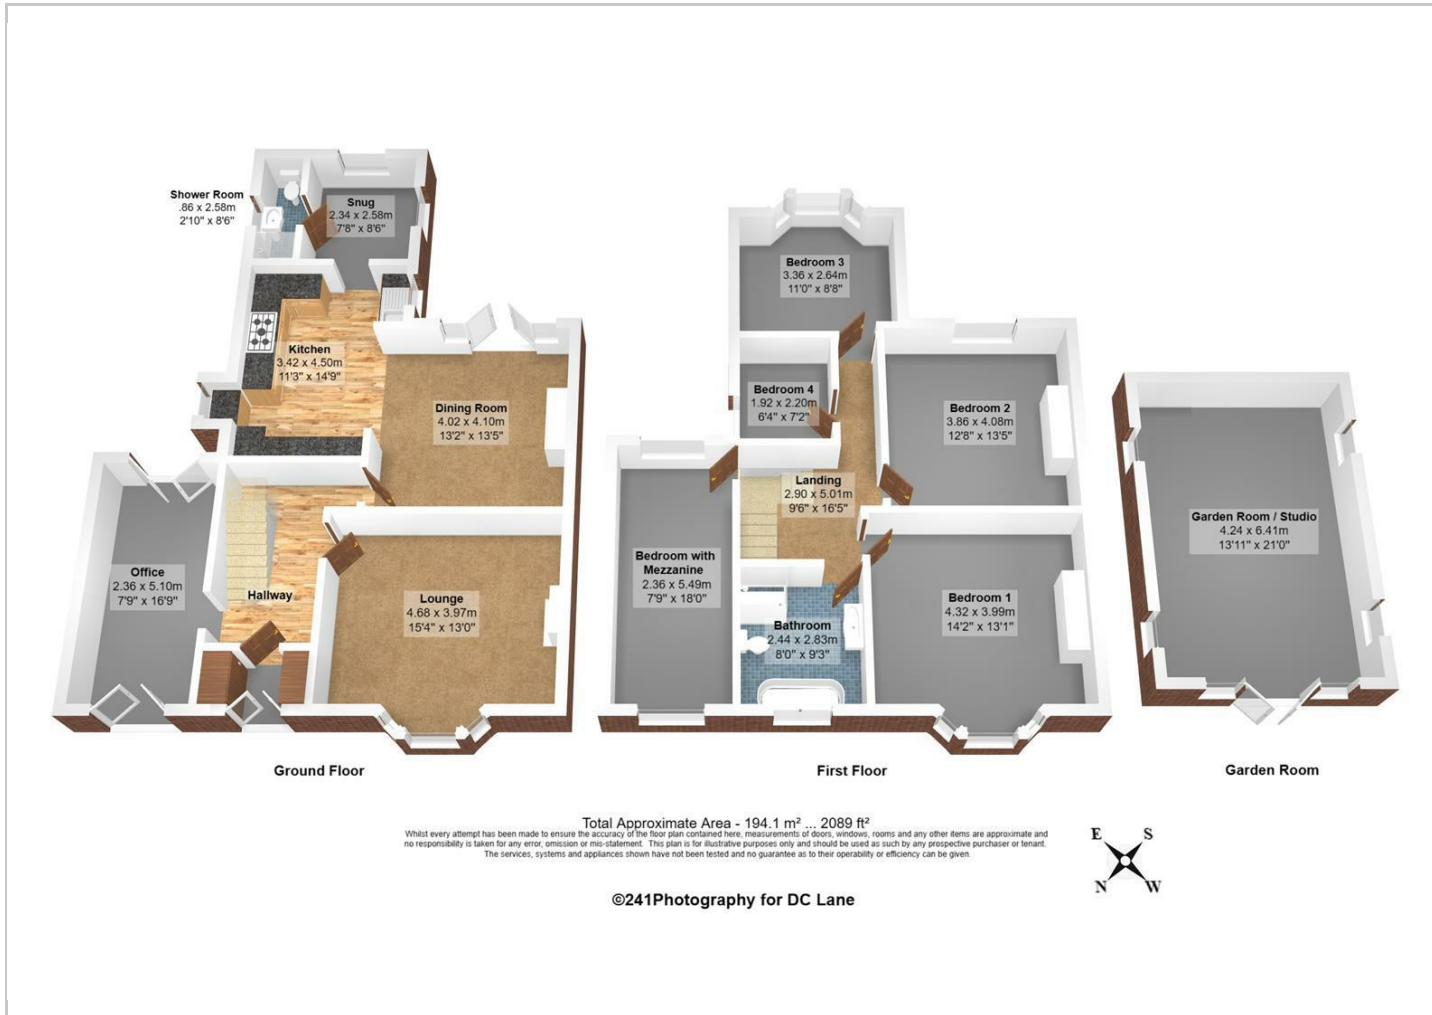 Shower Room
.86 x 2.58m
2'10" x 8'6"
Snug
2.34 x 2.58m
7'8" x 8'6"
Kitchen
3.42 x 4.50m
11'3" x 14'9"
Dining Room
4.02 x 4.10m
13'2" x 13'5"
Office
2.36 x 5.10m
7'9" x 16'9"
Hallway
Lounge
4.68 x 3.97m
15'4" x 13'0"
Ground Floor
Bedroom 3
3.36 x 2.64m
11'0" x 8'8"
Bedroom 4
1.92 x 2.20m
6'4" x 7'2"
Bedroom 2
3.86 x 4.08m
12'8" x 13'5"
Landing
2.90 x 5.01m
9'6" x 16'5"
Bedroom with
Mezzanine
2.36 x 5.49m
7'9" x 18'0"
Bathroom
2.44 x 2.83m
8'0" x 9'3"
Bedroom 1
4.32 x 3.99m
14'2" x 13'1"
First Floor
Garden Room / Studio
4.24 x 6.41m
13'11" x 21'0"
Garden Room
Total Approximate Area - 194.1 m² ... 2089 ft²
Whilst every attempt has been made to ensure the accuracy of the floor plan contained here, measurements of doors, windows, rooms and any other items are approximate and
no responsibility is taken for any error, omission or mis-statement. This plan is for illustrative purposes only and should be used as such by any prospective purchaser or tenant.
The services, systems and appliances shown have not been tested and no guarantee as to their operability or efficiency can be given.
©241Photography for DC Lane
E S
N W